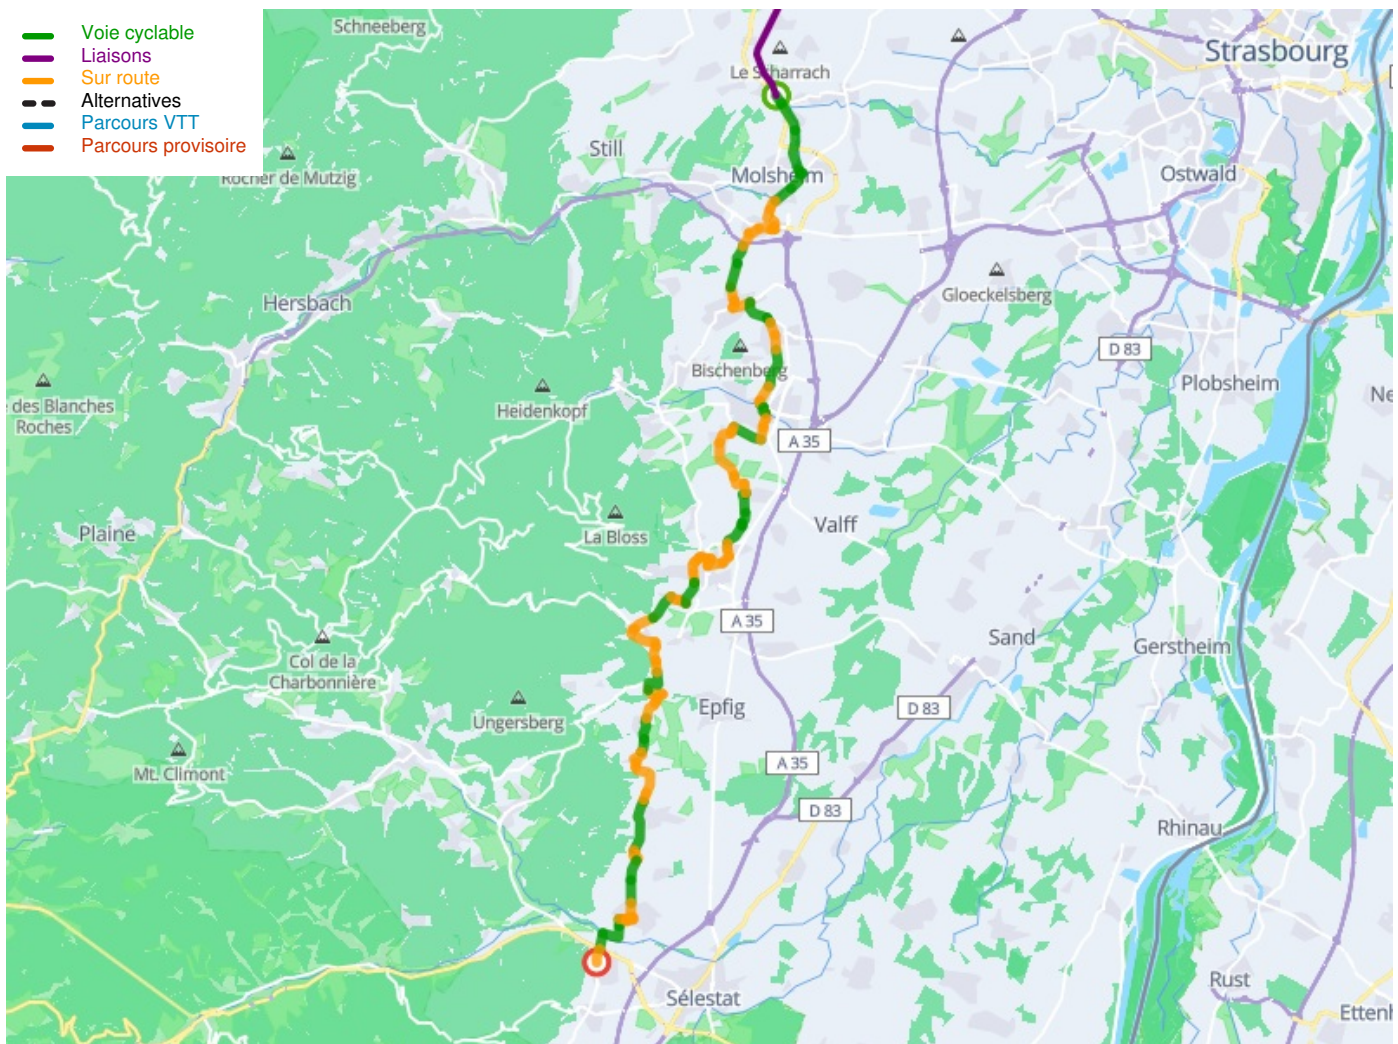 Voie cyclable
Liaisons
Sur route
Alternatives
Parcours VTT
Parcours provisoire
Schneeberg
Strasbourg
Le Scharrach
Still
Rocher de Mutzig
Molsheim
Ostwald
Hersbach
Gloeckelsberg
D 83
Bischenberg
Plobsheim
e des Blanches
Roches
Heidenkopf
Ne
A 35
Plaine
La Bloss
Valff
A 35
Sand
Gerstheim
Col de la
Charbonnière
Ungersberg
Epfig
D 83
Mt. Climont
A 35
D 83
Rhinau
Sélestat
Rust
Ettenh